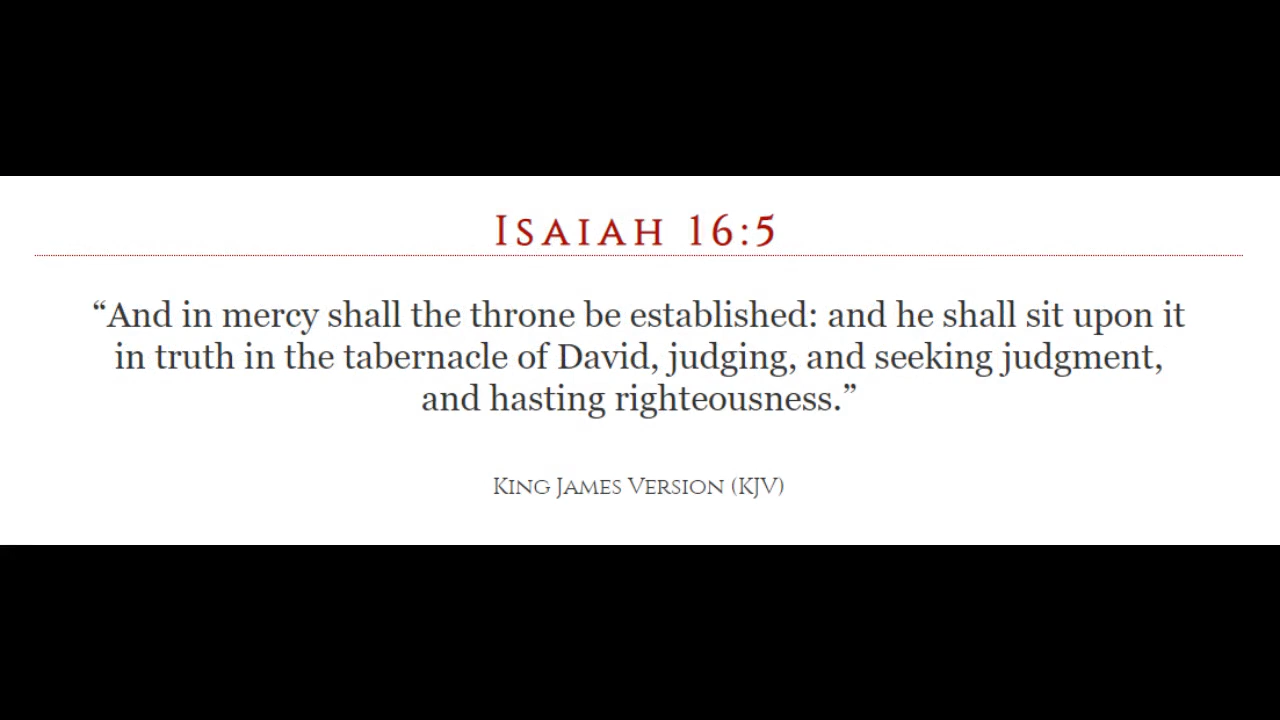 Isaiah 16:5
“And in mercy shall the throne be established: and he shall sit upon it
in truth in the tabernacle of David, judging, and seeking judgment,
and hasting righteousness.”
King James Version (KJV)